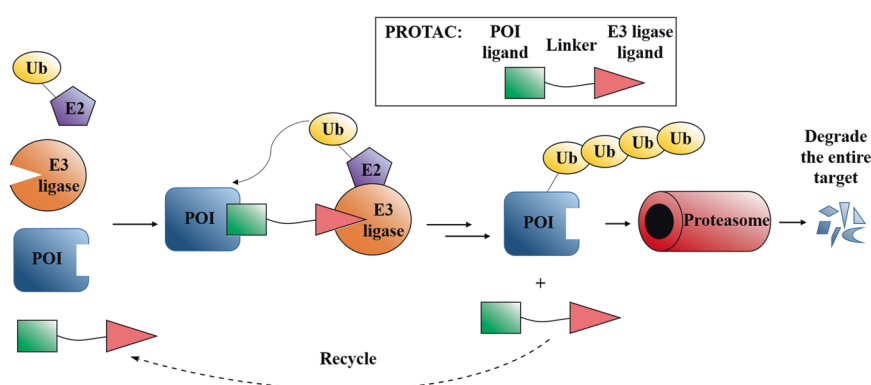 PROTAC:
POI
ligand
Linker
E3 ligase
ligand
Ub
E2
E3
ligase
POI
Ub
E2
POI
E3
ligase
Ub
Ub
Ub
Ub
POI
Proteasome
Degrade
the entire
target
+
Recycle